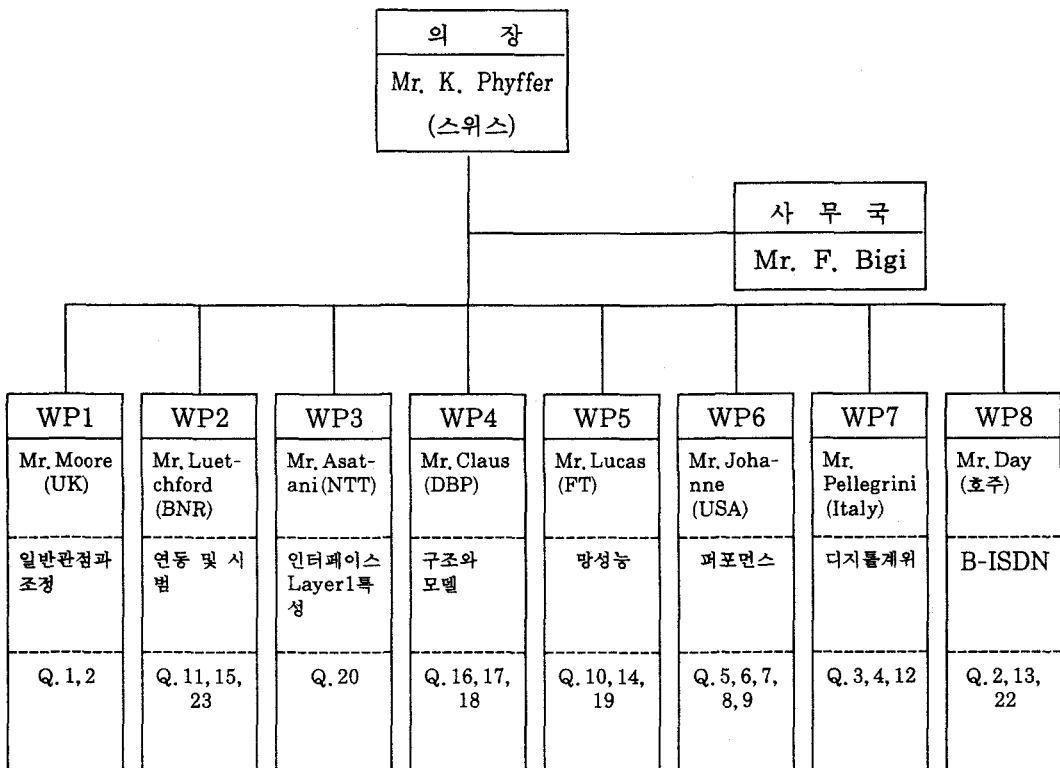 의 장
Mr. K. Phyffer
(스위스)
사 무 국
Mr. F. Bigi
WP1
Mr. Moore
(UK)
일반관점과
조정
Q. 1, 2
WP2
Mr. Luet-
chford
(BNR)
연동 및 시
범
Q. 11, 15,
23
WP3
Mr. Asat-
ani(NTT)
인터페이스
Layer1특
성
Q. 20
WP4
Mr. Claus
(DBP)
구조와
모델
Q. 16, 17,
18
WP5
Mr. Lucas
(FT)
망성능
Q. 10, 14,
19
WP6
Mr. Joha-
nne
(USA)
퍼포먼스
Q. 5, 6, 7,
8, 9
WP7
Mr.
Pellegrini
(Italy)
디지틀계위
Q. 3, 4, 12
WP8
Mr. Day
(호주)
B-ISDN
Q. 2, 13,
22